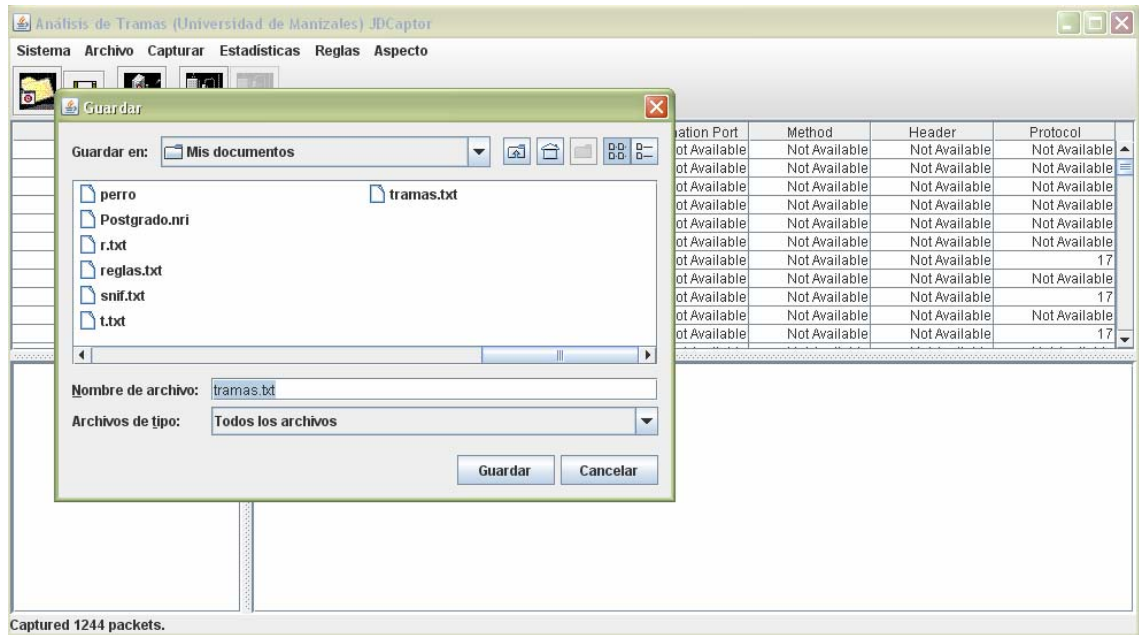 Análisis de Tramas (Universidad de Manizales) JDCaptor
Sistema Archivo Capturar Estadísticas Reglas Aspecto
Guardar
Guardar en: Mis documentos
perro
Postgrado.nri
r.txt
reglas.txt
snif.txt
t.txt
tramas.txt
Nombre de archivo: tramas.txt
Archivos de tipo: Todos los archivos
Guardar Cancelar
ation Port Method Header Protocol
ot Available Not Available Not Available Not Available
ot Available Not Available Not Available Not Available
ot Available Not Available Not Available Not Available
ot Available Not Available Not Available Not Available
ot Available Not Available Not Available Not Available
ot Available Not Available Not Available Not Available
ot Available Not Available Not Available 17
ot Available Not Available Not Available Not Available
ot Available Not Available Not Available 17
ot Available Not Available Not Available Not Available
ot Available Not Available Not Available 17
Captured 1244 packets.